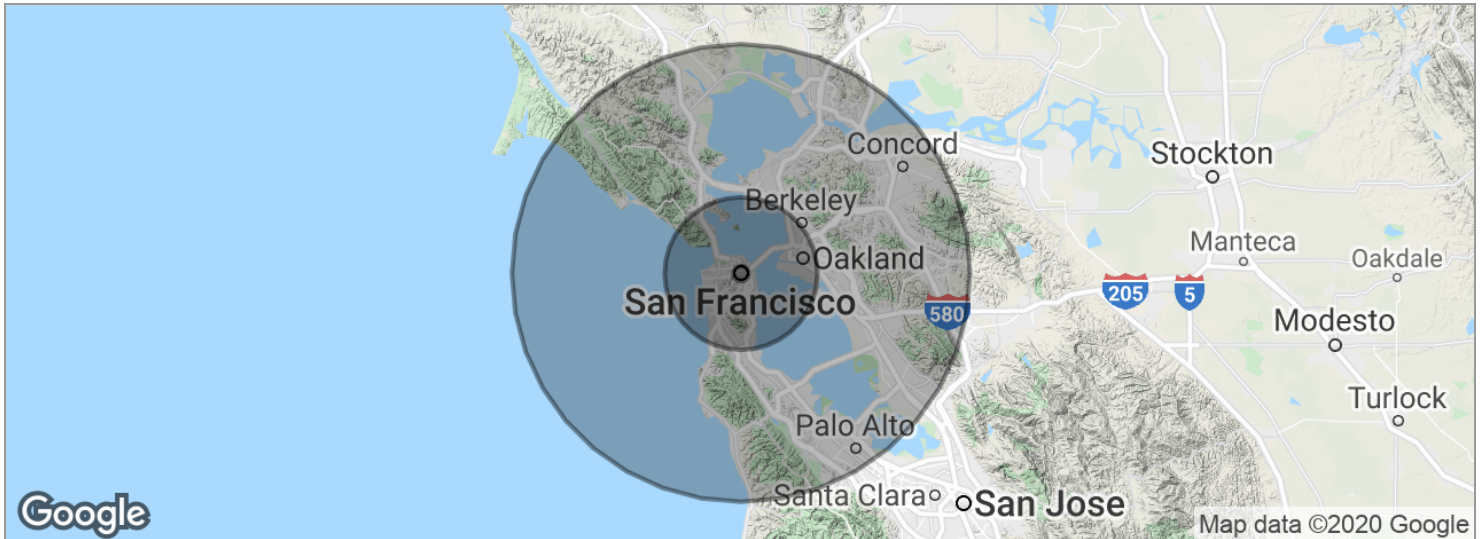 Concord
Stockton
Berkeley
Manteca
Oakland
Oakdale
San Francisco
205
5
580
Modesto
Turlock
Palo Alto
Santa Clara
San Jose
Google
Map data ©2020 Google